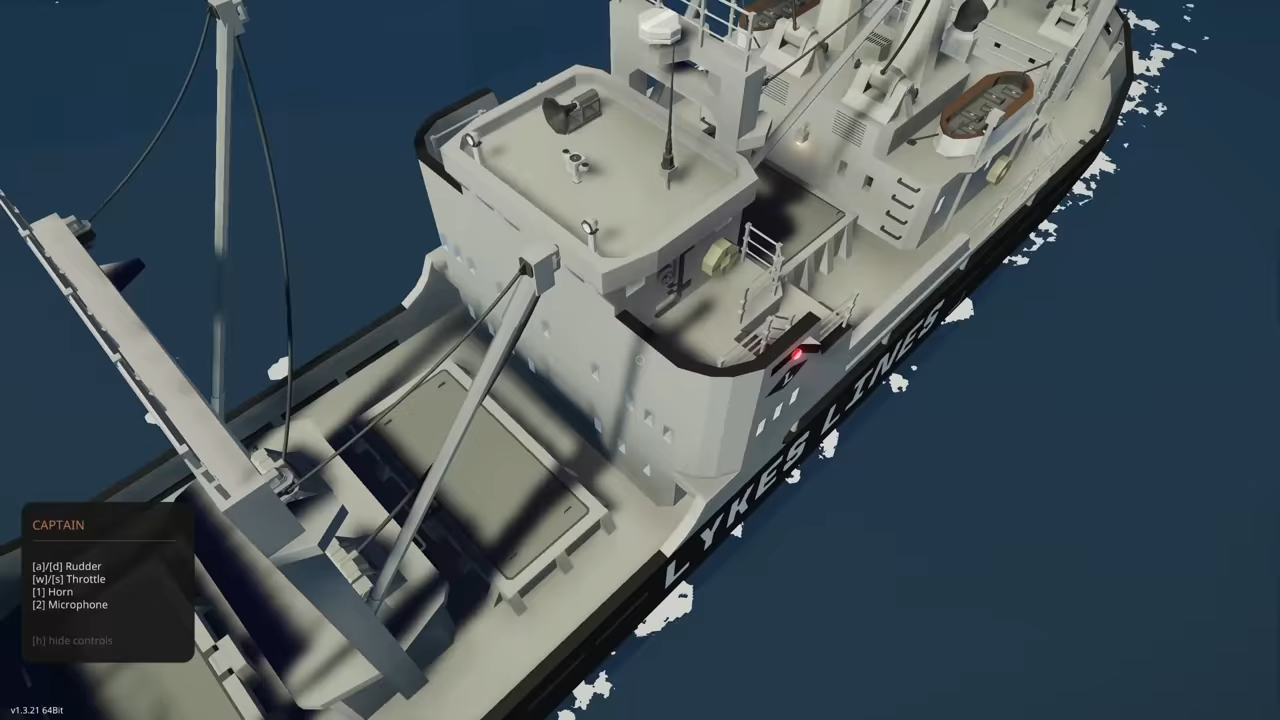 LYKES LINES
CAPTAIN
[a]/[d] Rudder
[w]/[s] Throttle
[1] Horn
[2] Microphone
[h] hide controls
v1.3.21 64Bit